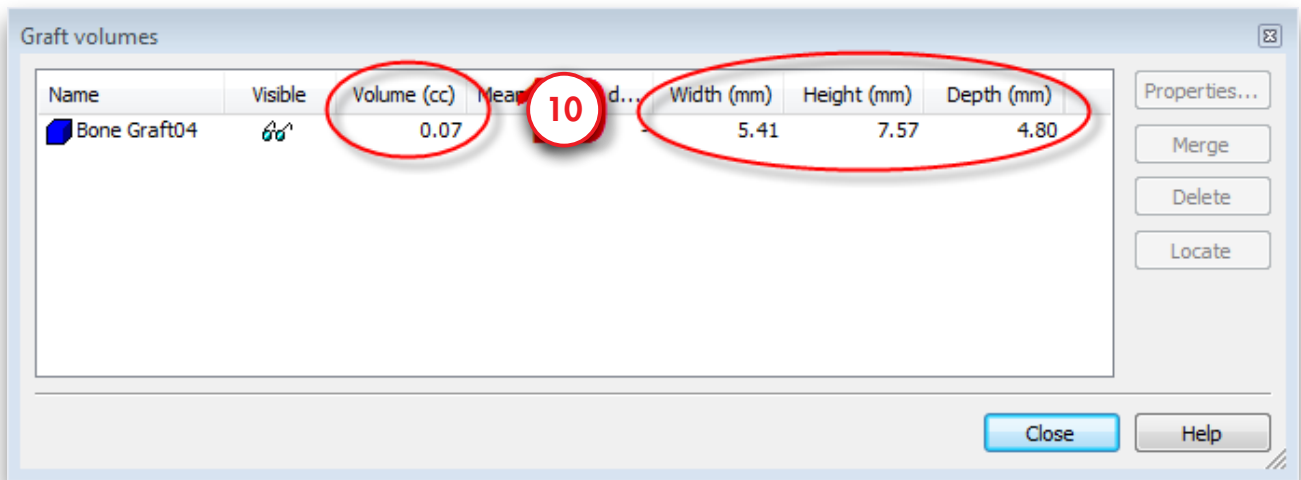 Graft volumes
Name Visible Volume (cc) Mean d... Width (mm) Height (mm) Depth (mm)
Bone Graft04 0.07 - 5.41 7.57 4.80
10
Properties...
Merge
Delete
Locate
Close Help